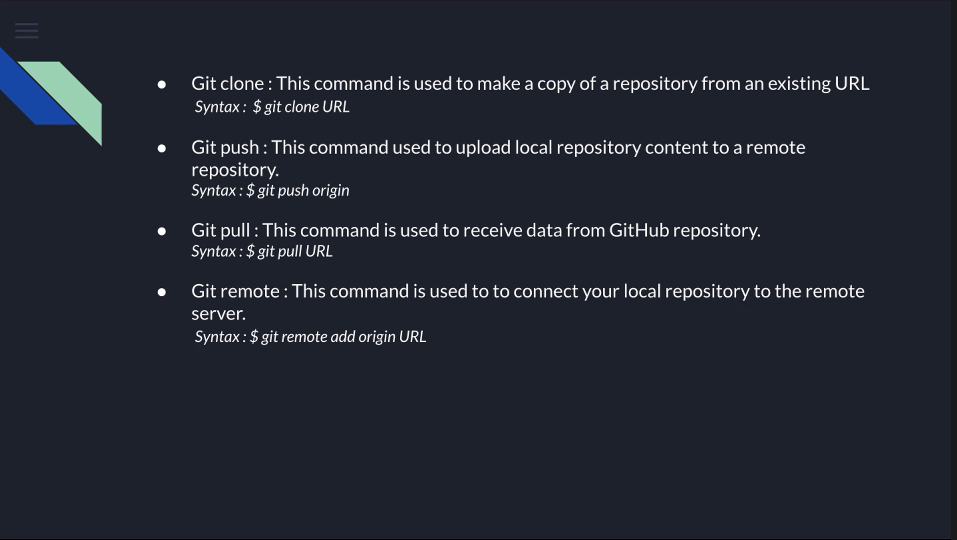 ● Git clone : This command is used to make a copy of a repository from an existing URL
Syntax : $ git clone URL
● Git push : This command used to upload local repository content to a remote
repository.
Syntax : $ git push origin
● Git pull : This command is used to receive data from GitHub repository.
Syntax : $ git pull URL
● Git remote : This command is used to to connect your local repository to the remote
server.
Syntax : $ git remote add origin URL